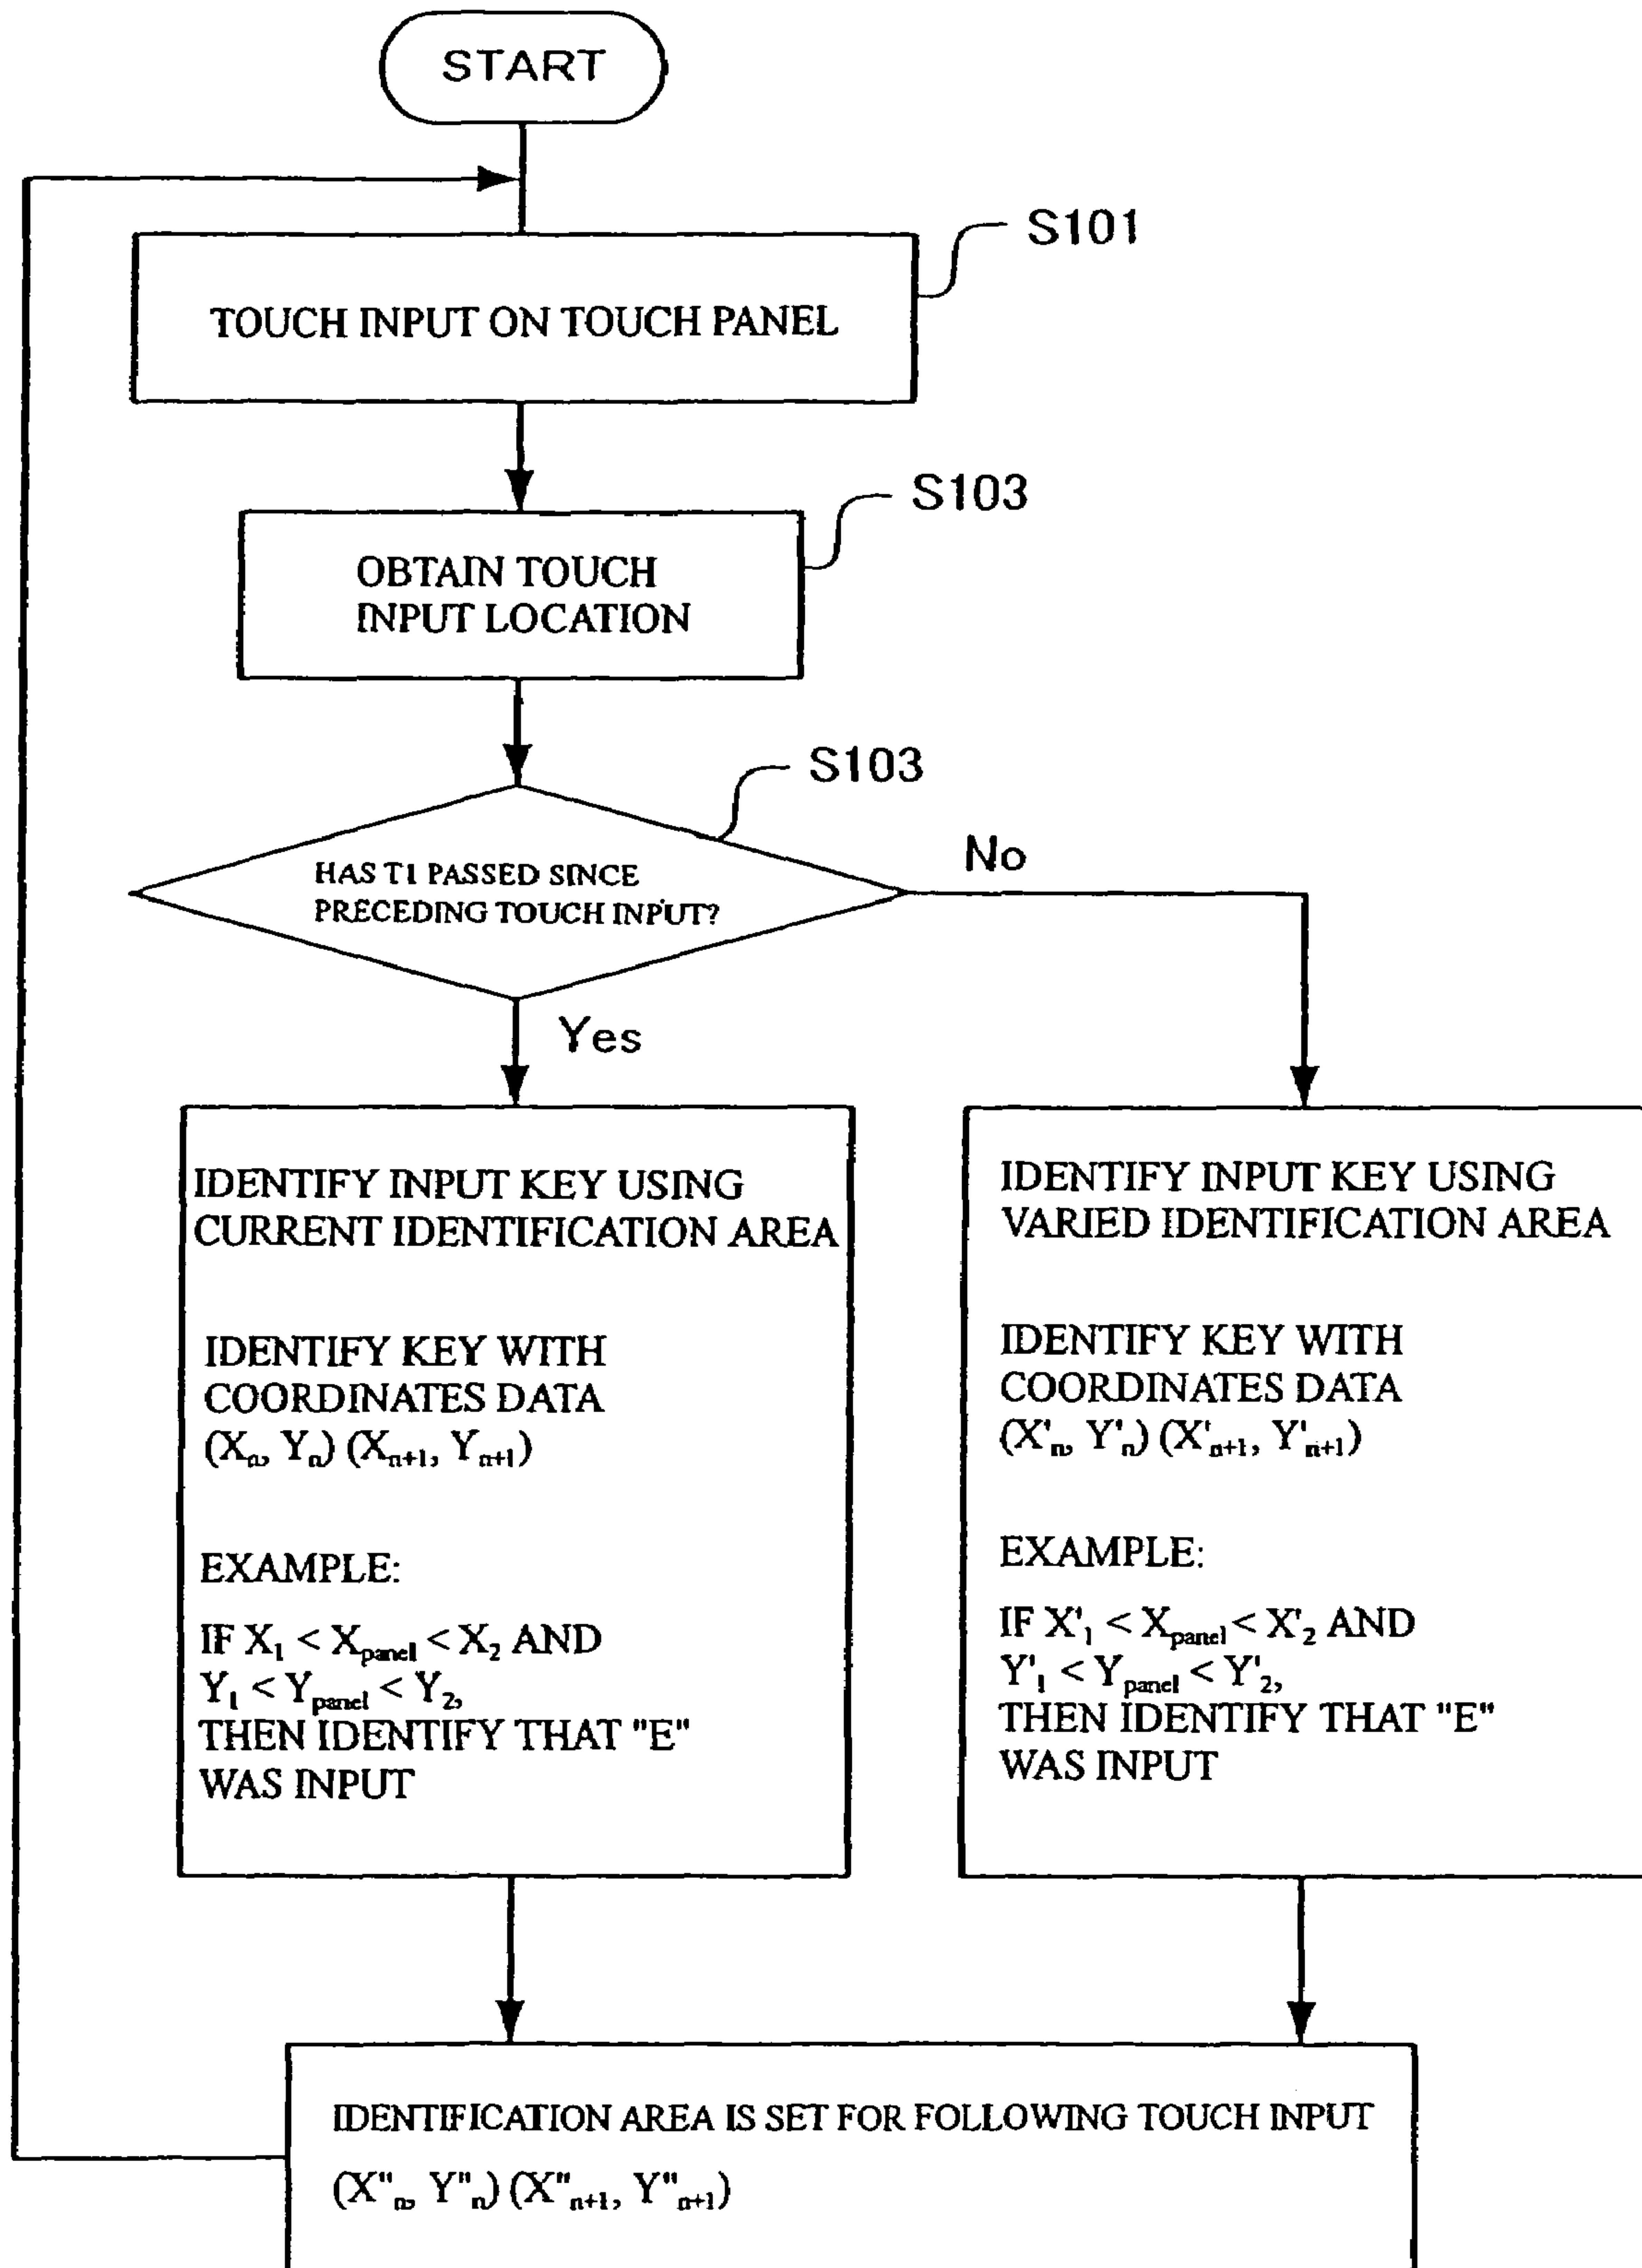 START
S101
TOUCH INPUT ON TOUCH PANEL
S103
OBTAIN TOUCH
INPUT LOCATION
S103
HAS T1 PASSED SINCE
PRECEDING TOUCH INPUT?
No
Yes
IDENTIFY INPUT KEY USING
CURRENT IDENTIFICATION AREA
IDENTIFY KEY WITH
COORDINATES DATA
(Xₙ, Yₙ) (Xₙ₊₁, Yₙ₊₁)
EXAMPLE:
IF X₁ < Xpanel < X₂ AND
Y₁ < Ypanel < Y₂,
THEN IDENTIFY THAT "E"
WAS INPUT
IDENTIFY INPUT KEY USING
VARIED IDENTIFICATION AREA
IDENTIFY KEY WITH
COORDINATES DATA
(X'ₙ, Y'ₙ) (X'ₙ₊₁, Y'ₙ₊₁)
EXAMPLE:
IF X'₁ < Xpanel < X'₂ AND
Y'₁ < Ypanel < Y'₂,
THEN IDENTIFY THAT "E"
WAS INPUT
IDENTIFICATION AREA IS SET FOR FOLLOWING TOUCH INPUT
(X"ₙ, Y"ₙ) (X"ₙ₊₁, Y"ₙ₊₁)